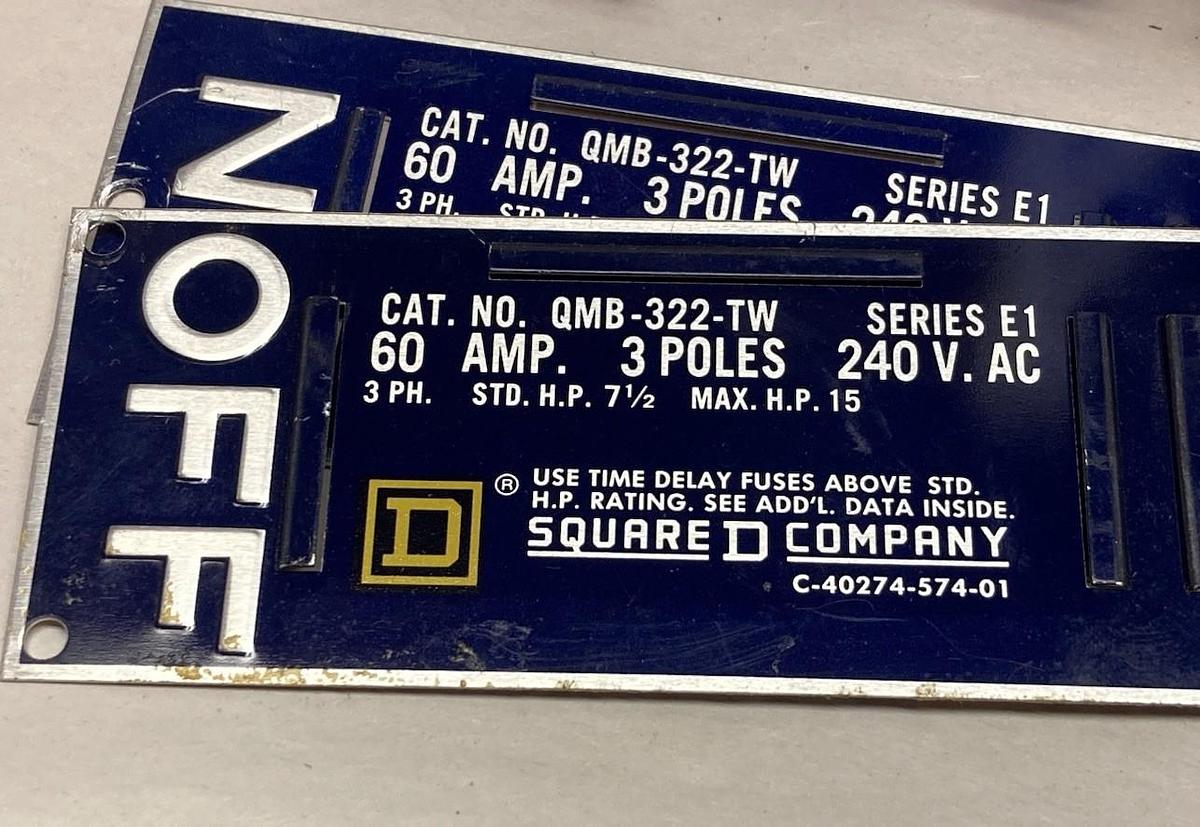 N
CAT. NO. QMB-322-TW SERIES E1
60 AMP. 3 POLES 240 V.
3 PH. STD.
OFF
CAT. NO. QMB-322-TW SERIES E1
60 AMP. 3 POLES 240 V. AC
3 PH. STD. H.P. 7½ MAX. H.P. 15
D ® USE TIME DELAY FUSES ABOVE STD.
H.P. RATING. SEE ADD'L. DATA INSIDE.
SQUARE D COMPANY
C-40274-574-01